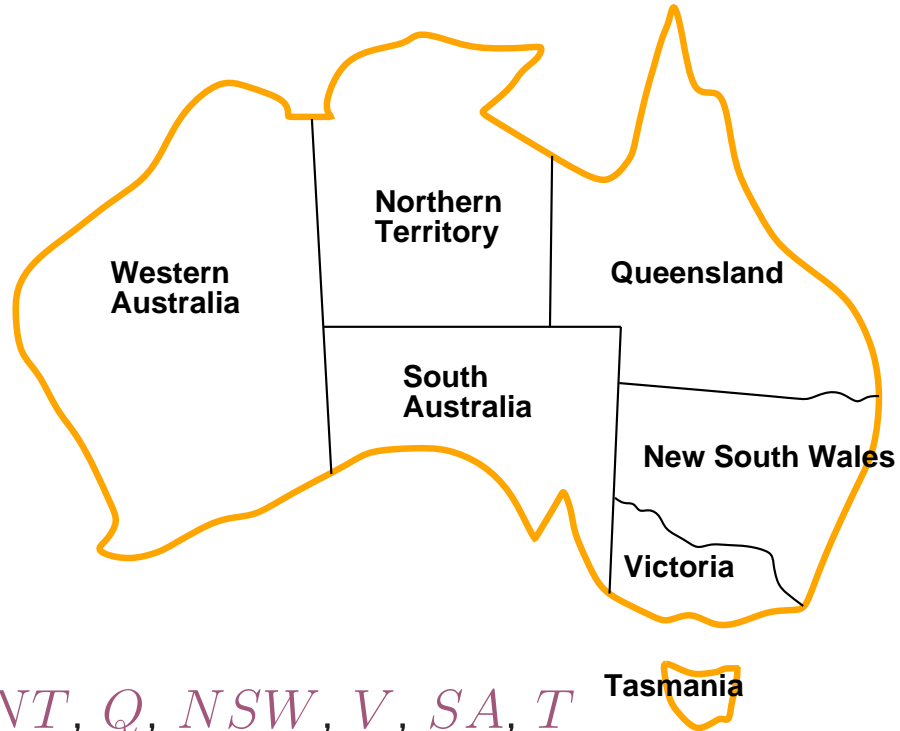 Northern
Territory
Western
Australia
Queensland
South
Australia
New South Wales
Victoria
Tasmania
NT, Q, NSW, V, SA, T